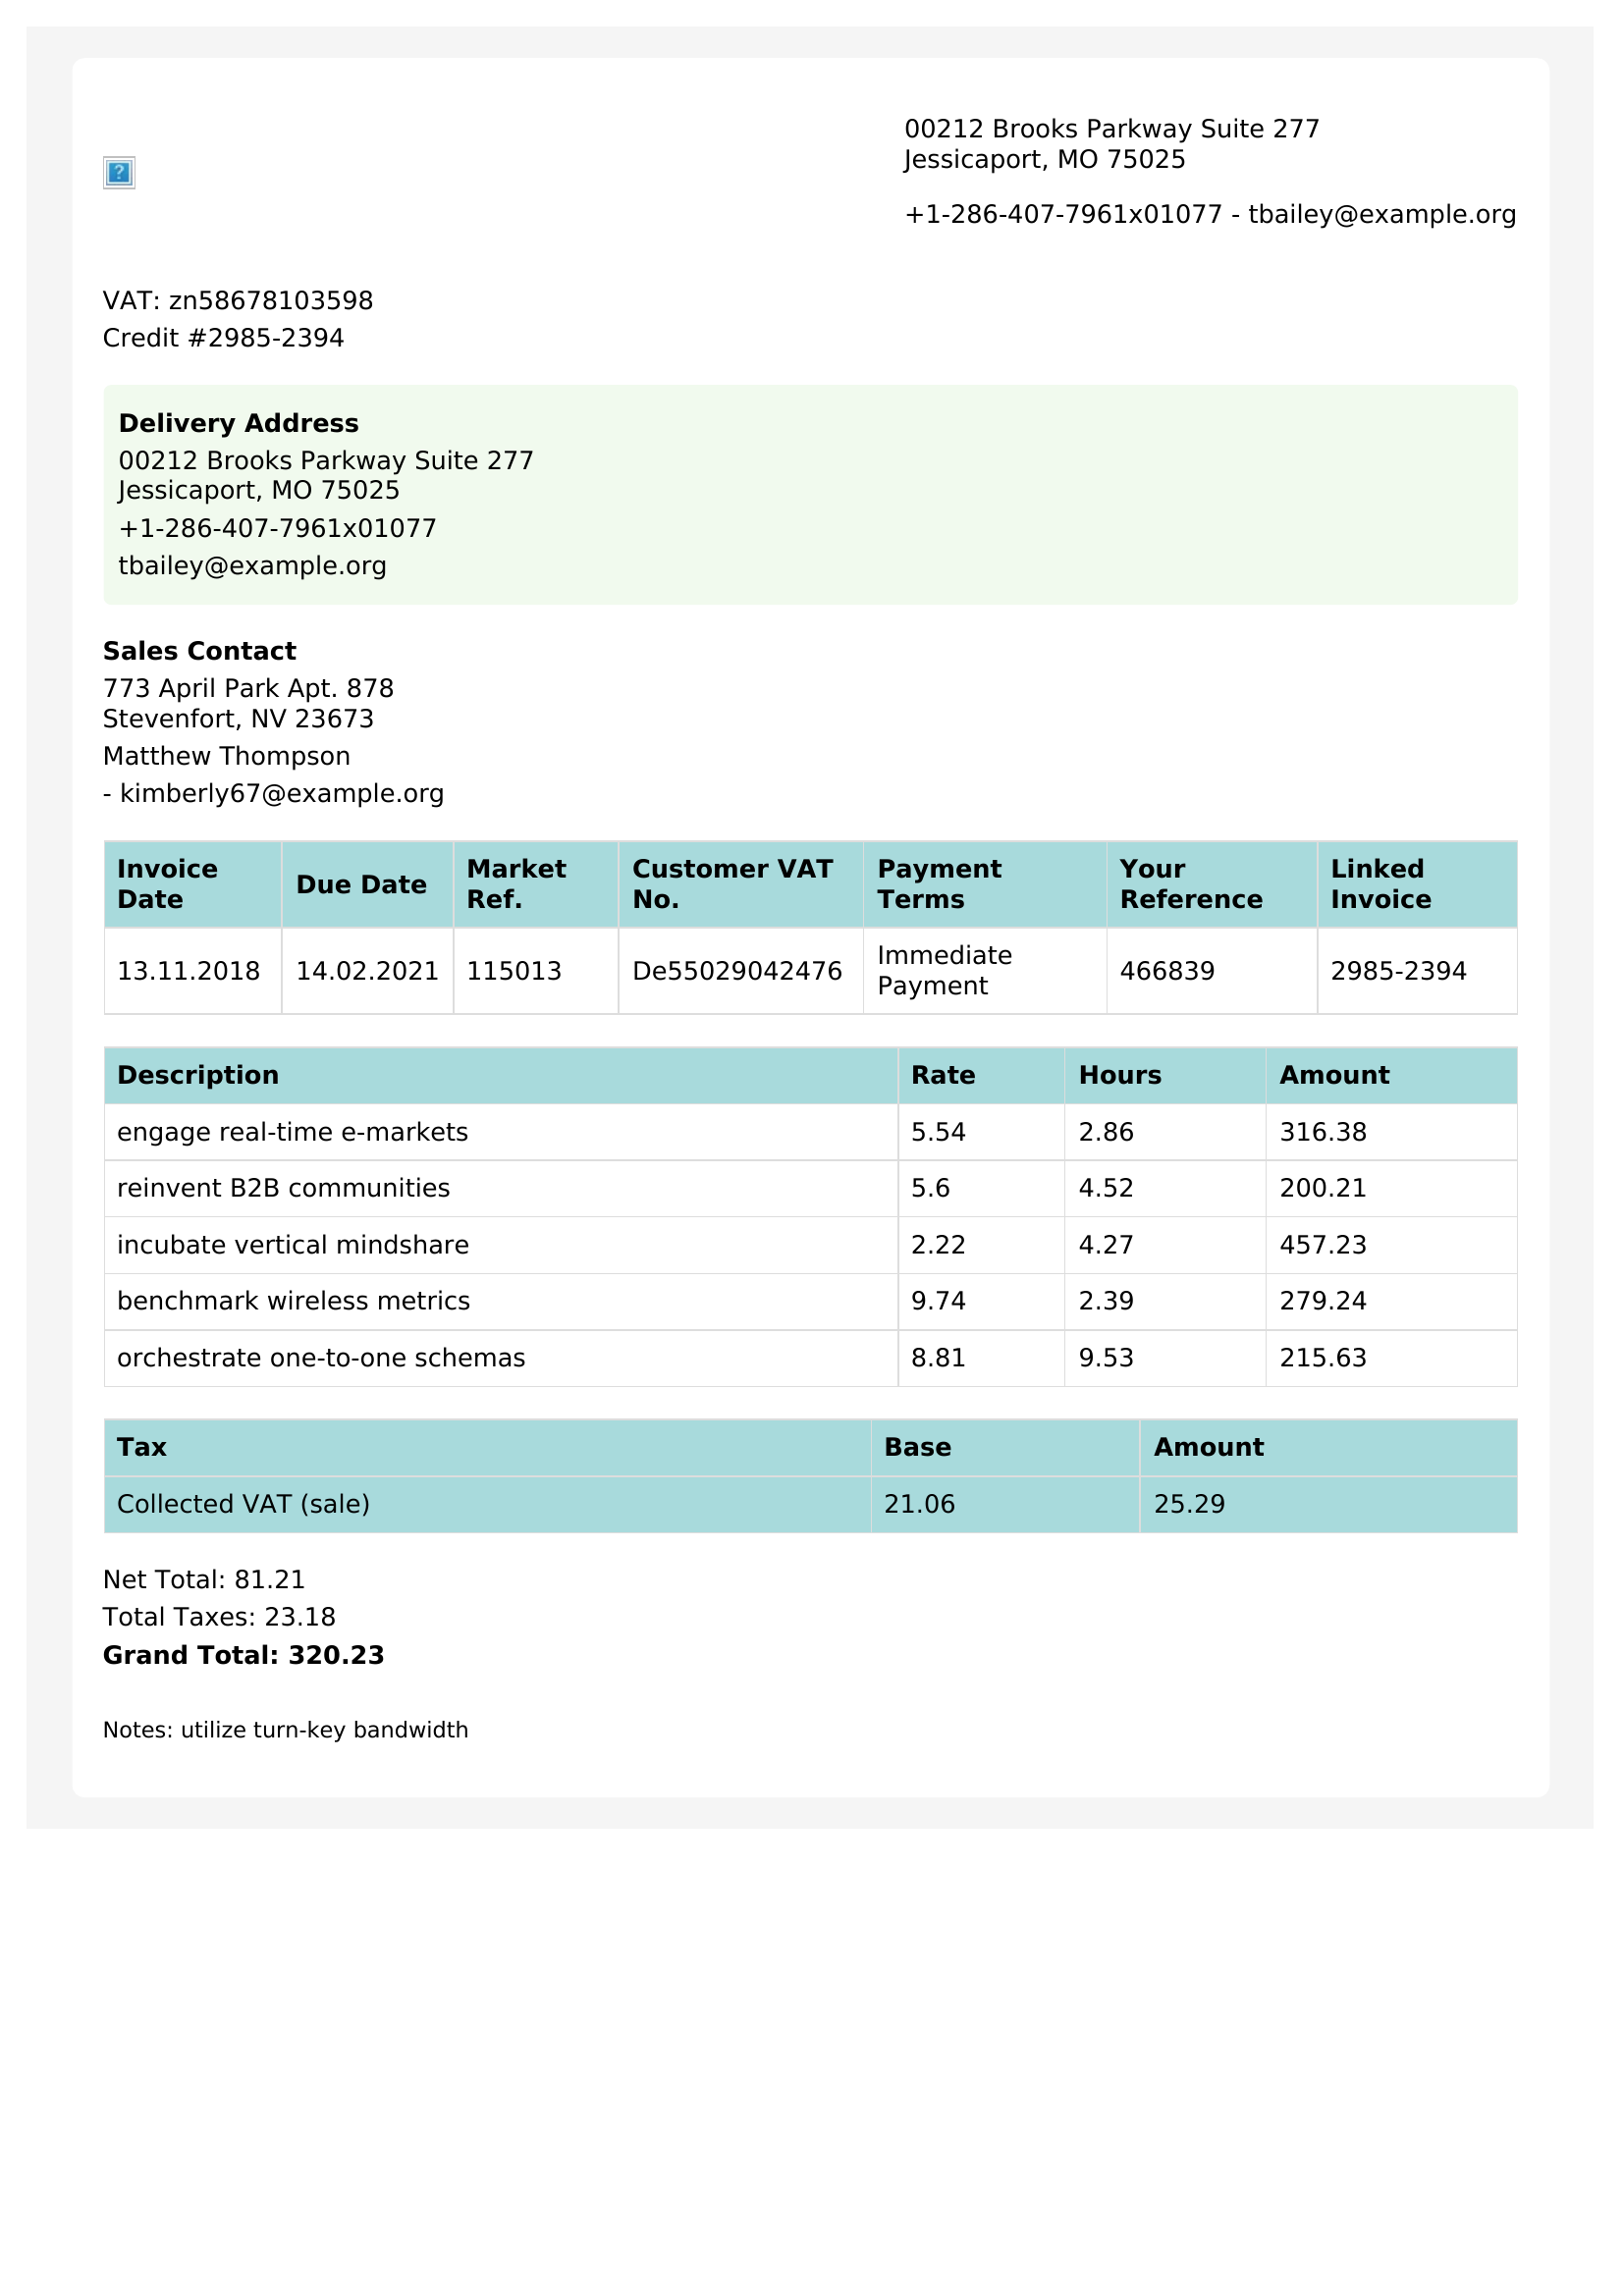 00212 Brooks Parkway Suite 277
Jessicaport, MO 75025
+1-286-407-7961x01077 - tbailey@example.org
VAT: zn58678103598
Credit #2985-2394
Delivery Address
00212 Brooks Parkway Suite 277
Jessicaport, MO 75025
+1-286-407-7961x01077
tbailey@example.org
Sales Contact
773 April Park Apt. 878
Stevenfort, NV 23673
Matthew Thompson
- kimberly67@example.org
Invoice Date Due Date Market Ref. Customer VAT No. Payment Terms Your Reference Linked Invoice
13.11.2018 14.02.2021 115013 De55029042476 Immediate Payment 466839 2985-2394
Description Rate Hours Amount
engage real-time e-markets 5.54 2.86 316.38
reinvent B2B communities 5.6 4.52 200.21
incubate vertical mindshare 2.22 4.27 457.23
benchmark wireless metrics 9.74 2.39 279.24
orchestrate one-to-one schemas 8.81 9.53 215.63
Tax Base Amount
Collected VAT (sale) 21.06 25.29
Net Total: 81.21
Total Taxes: 23.18
Grand Total: 320.23
Notes: utilize turn-key bandwidth